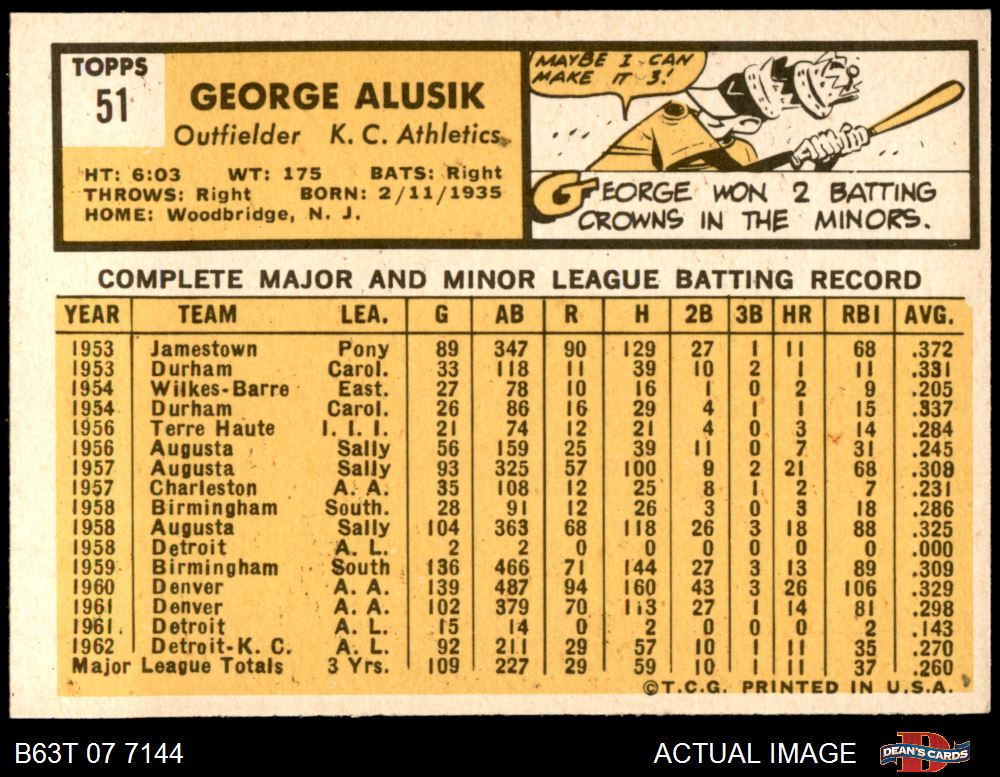 TOPPS
51
GEORGE ALUSIK
Outfielder K. C. Athletics
HT: 6:03 WT: 175 BATS: Right
THROWS: Right BORN: 2/11/1935
HOME: Woodbridge, N. J.
MAYBE I CAN
MAKE IT 3!
GEORGE WON 2 BATTING
CROWNS IN THE MINORS.
COMPLETE MAJOR AND MINOR LEAGUE BATTING RECORD
YEAR TEAM LEA. G AB R H 2B 3B HR RBI AVG.
1953 Jamestown Pony 89 347 90 129 27 1 11 68 .372
1953 Durham Carol. 33 118 11 39 10 2 1 11 .331
1954 Wilkes-Barre East. 27 78 10 16 1 0 2 9 .205
1954 Durham Carol. 26 86 16 29 4 1 1 15 .337
1956 Terre Haute I. I. I. 21 74 12 21 4 0 3 14 .284
1956 Augusta Sally 56 159 25 39 11 0 7 31 .245
1957 Augusta Sally 93 325 57 100 9 2 21 68 .308
1957 Charleston A. A. 35 108 12 25 8 1 2 7 .231
1958 Birmingham South. 28 91 12 26 3 0 3 18 .286
1958 Augusta Sally 104 363 68 118 26 3 18 88 .325
1958 Detroit A. L. 2 2 0 0 0 0 0 0 .000
1959 Birmingham South 136 466 71 144 27 3 13 89 .309
1960 Denver A. A. 139 487 94 160 43 3 26 106 .329
1961 Denver A. A. 102 379 70 113 27 1 14 81 .298
1961 Detroit A. L. 15 14 0 2 0 0 0 2 .143
1962 Detroit-K. C. A. L. 92 211 29 57 10 1 11 35 .270
Major League Totals 3 Yrs. 109 227 29 59 10 1 11 37 .260
©T.C.G. PRINTED IN U.S.A.
B63T 07 7144 ACTUAL IMAGE DEAN'S CARDS